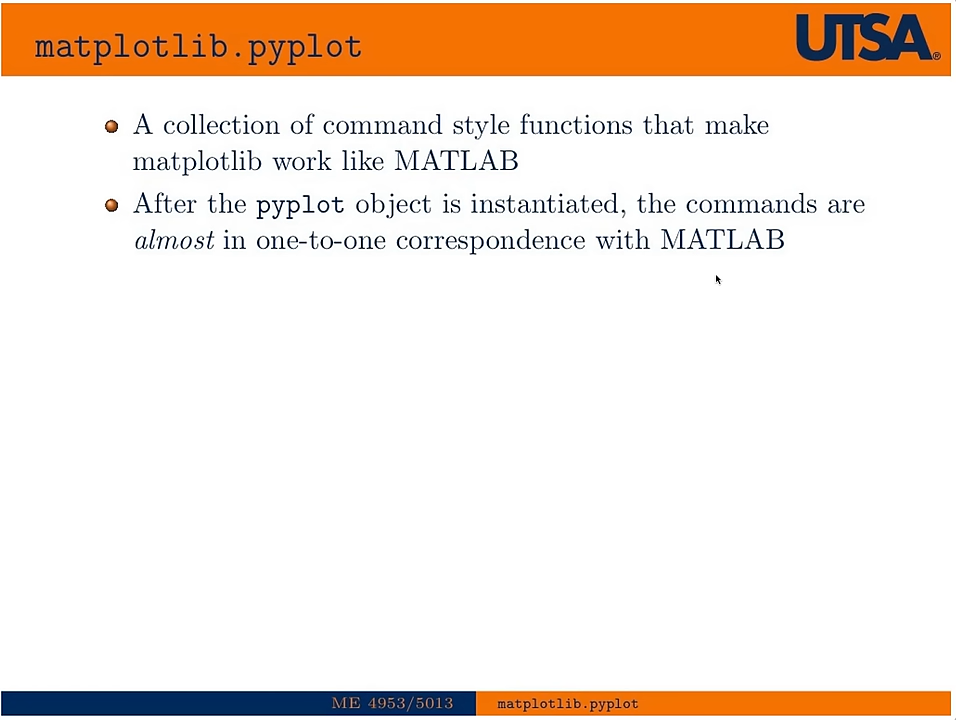 matplotlib.pyplot
UTSA®
A collection of command style functions that make
matplotlib work like MATLAB
After the pyplot object is instantiated, the commands are
almost in one-to-one correspondence with MATLAB
ME 4953/5013
matplotlib.pyplot